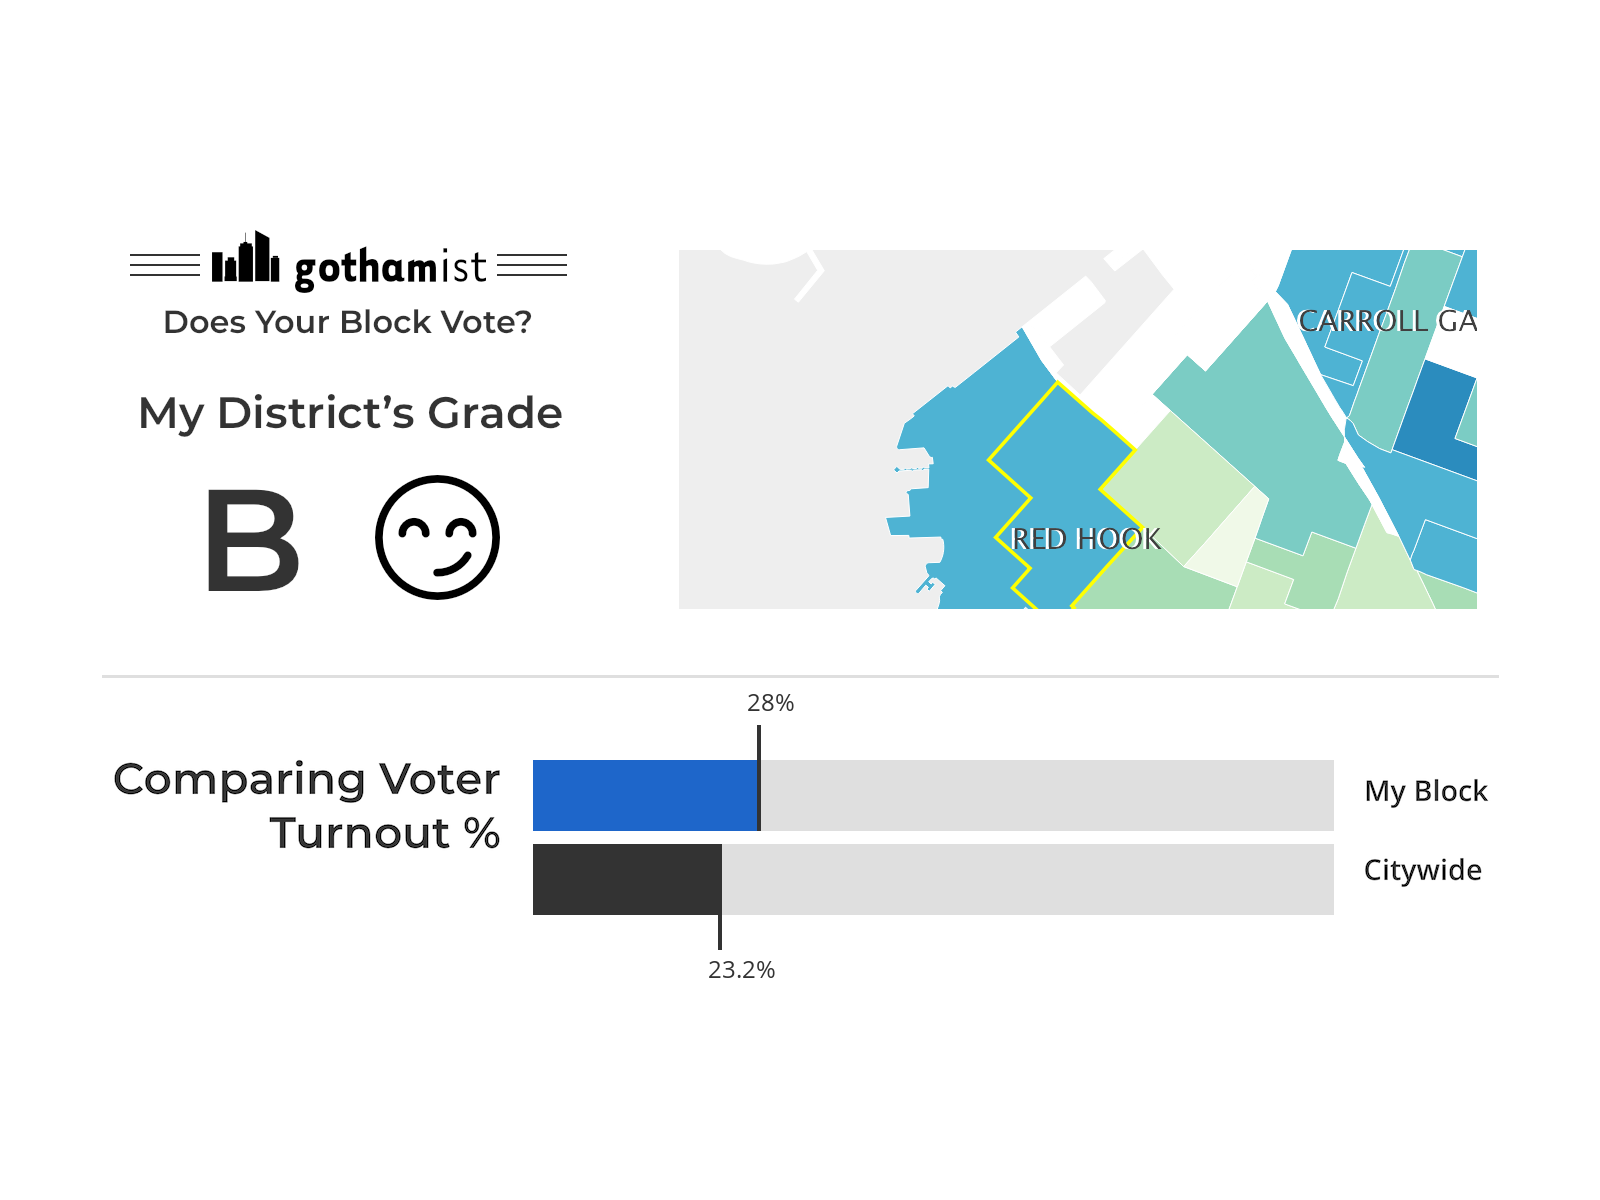 gothamist
Does Your Block Vote?
My District’s Grade
B
CARROLL GA
RED HOOK
28%
Comparing Voter
Turnout %
My Block
Citywide
23.2%